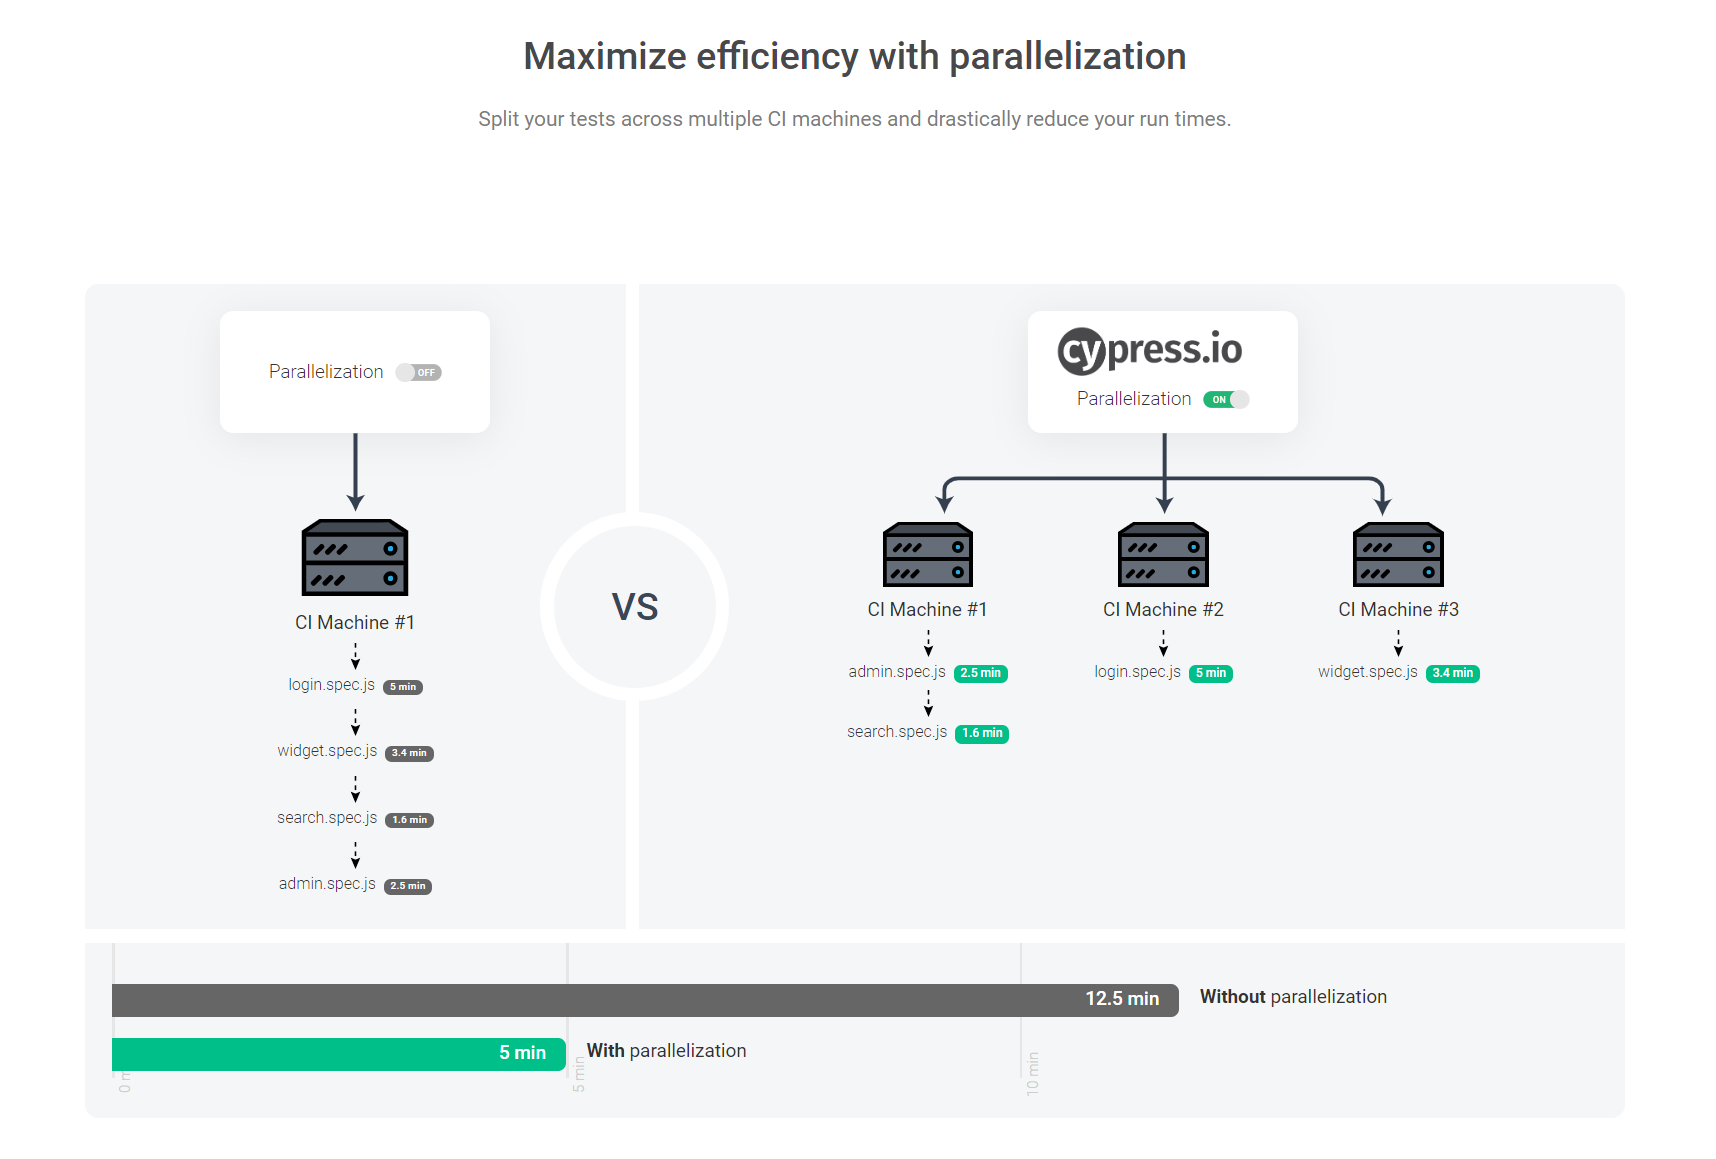 Maximize efficiency with parallelization
Split your tests across multiple CI machines and drastically reduce your run times.
Parallelization OFF
CI Machine #1
login.spec.js 5 min
widget.spec.js 3.4 min
search.spec.js 1.6 min
admin.spec.js 2.5 min
VS
cypress.io
Parallelization ON
CI Machine #1
admin.spec.js 2.5 min
search.spec.js 1.6 min
CI Machine #2
login.spec.js 5 min
CI Machine #3
widget.spec.js 3.4 min
12.5 min Without parallelization
5 min With parallelization
0 m
5 min
10 min